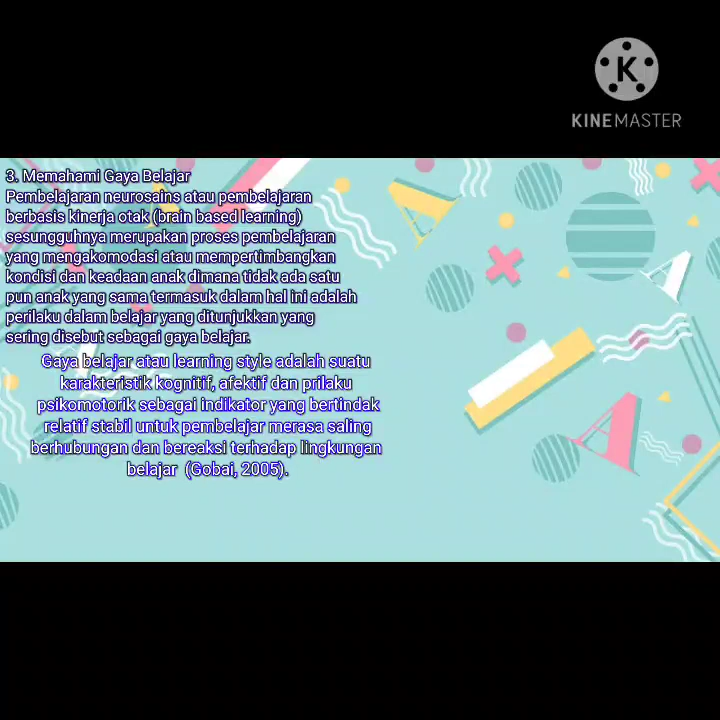 KINEMASTER
3. Memahami Gaya Belajar
Pembelajaran neurosains atau pembelajaran
berbasis kinerja otak (brain based learning)
sesungguhnya merupakan proses pembelajaran
yang mengakomodasi atau mempertimbangkan
kondisi dan keadaan anak dimana tidak ada satu
pun anak yang sama termasuk dalam hal ini adalah
perilaku dalam belajar yang ditunjukkan yang
sering disebut sebagai gaya belajar.
Gaya belajar atau learning style adalah suatu
karakteristik kognitif, afektif dan prilaku
psikomotorik sebagai indikator yang bertindak
relatif stabil untuk pembelajar merasa saling
berhubungan dan bereaksi terhadap lingkungan
belajar (Gobai, 2005).